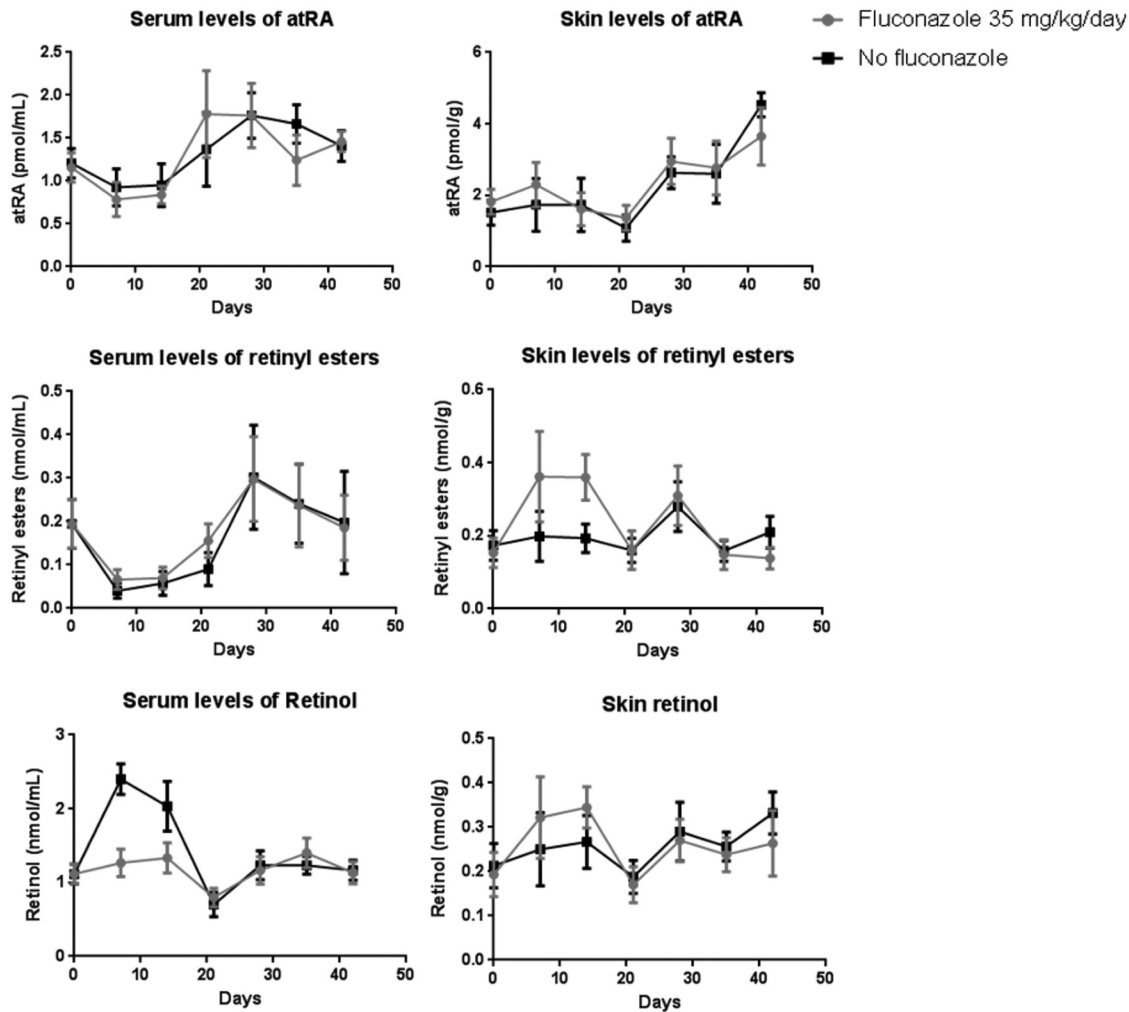 Serum levels of atRA
atRA (pmol/mL)
2.5
2.0
1.5
1.0
0.5
0.0
0 10 20 30 40 50
Days
Skin levels of atRA
atRA (pmol/g)
6
4
2
0
0 10 20 30 40 50
Days
Fluconazole 35 mg/kg/day
No fluconazole
Serum levels of retinyl esters
Retinyl esters (nmol/mL)
0.5
0.4
0.3
0.2
0.1
0.0
0 10 20 30 40 50
Days
Skin levels of retinyl esters
Retinyl esters (nmol/g)
0.6
0.4
0.2
0.0
0 10 20 30 40 50
Days
Serum levels of Retinol
Retinol (nmol/mL)
3
2
1
0
0 10 20 30 40 50
Days
Skin retinol
Retinol (nmol/g)
0.5
0.4
0.3
0.2
0.1
0.0
0 10 20 30 40 50
Days